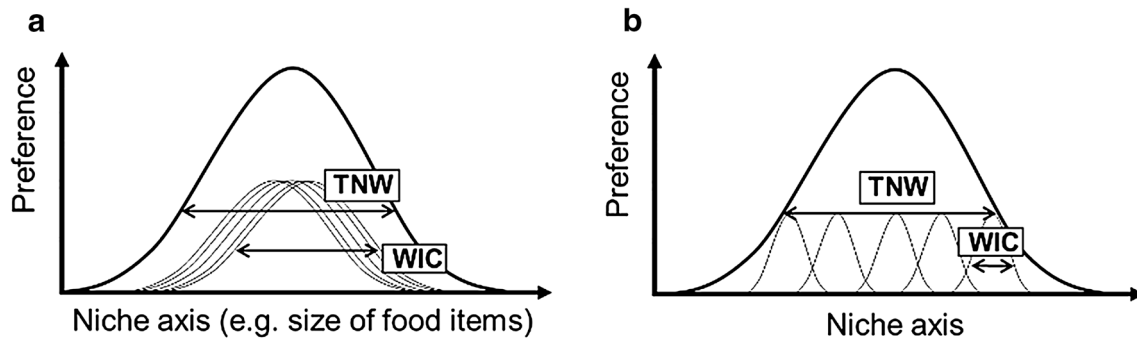 a
Preference
TNW
WIC
Niche axis (e.g. size of food items)
b
Preference
TNW
WIC
Niche axis